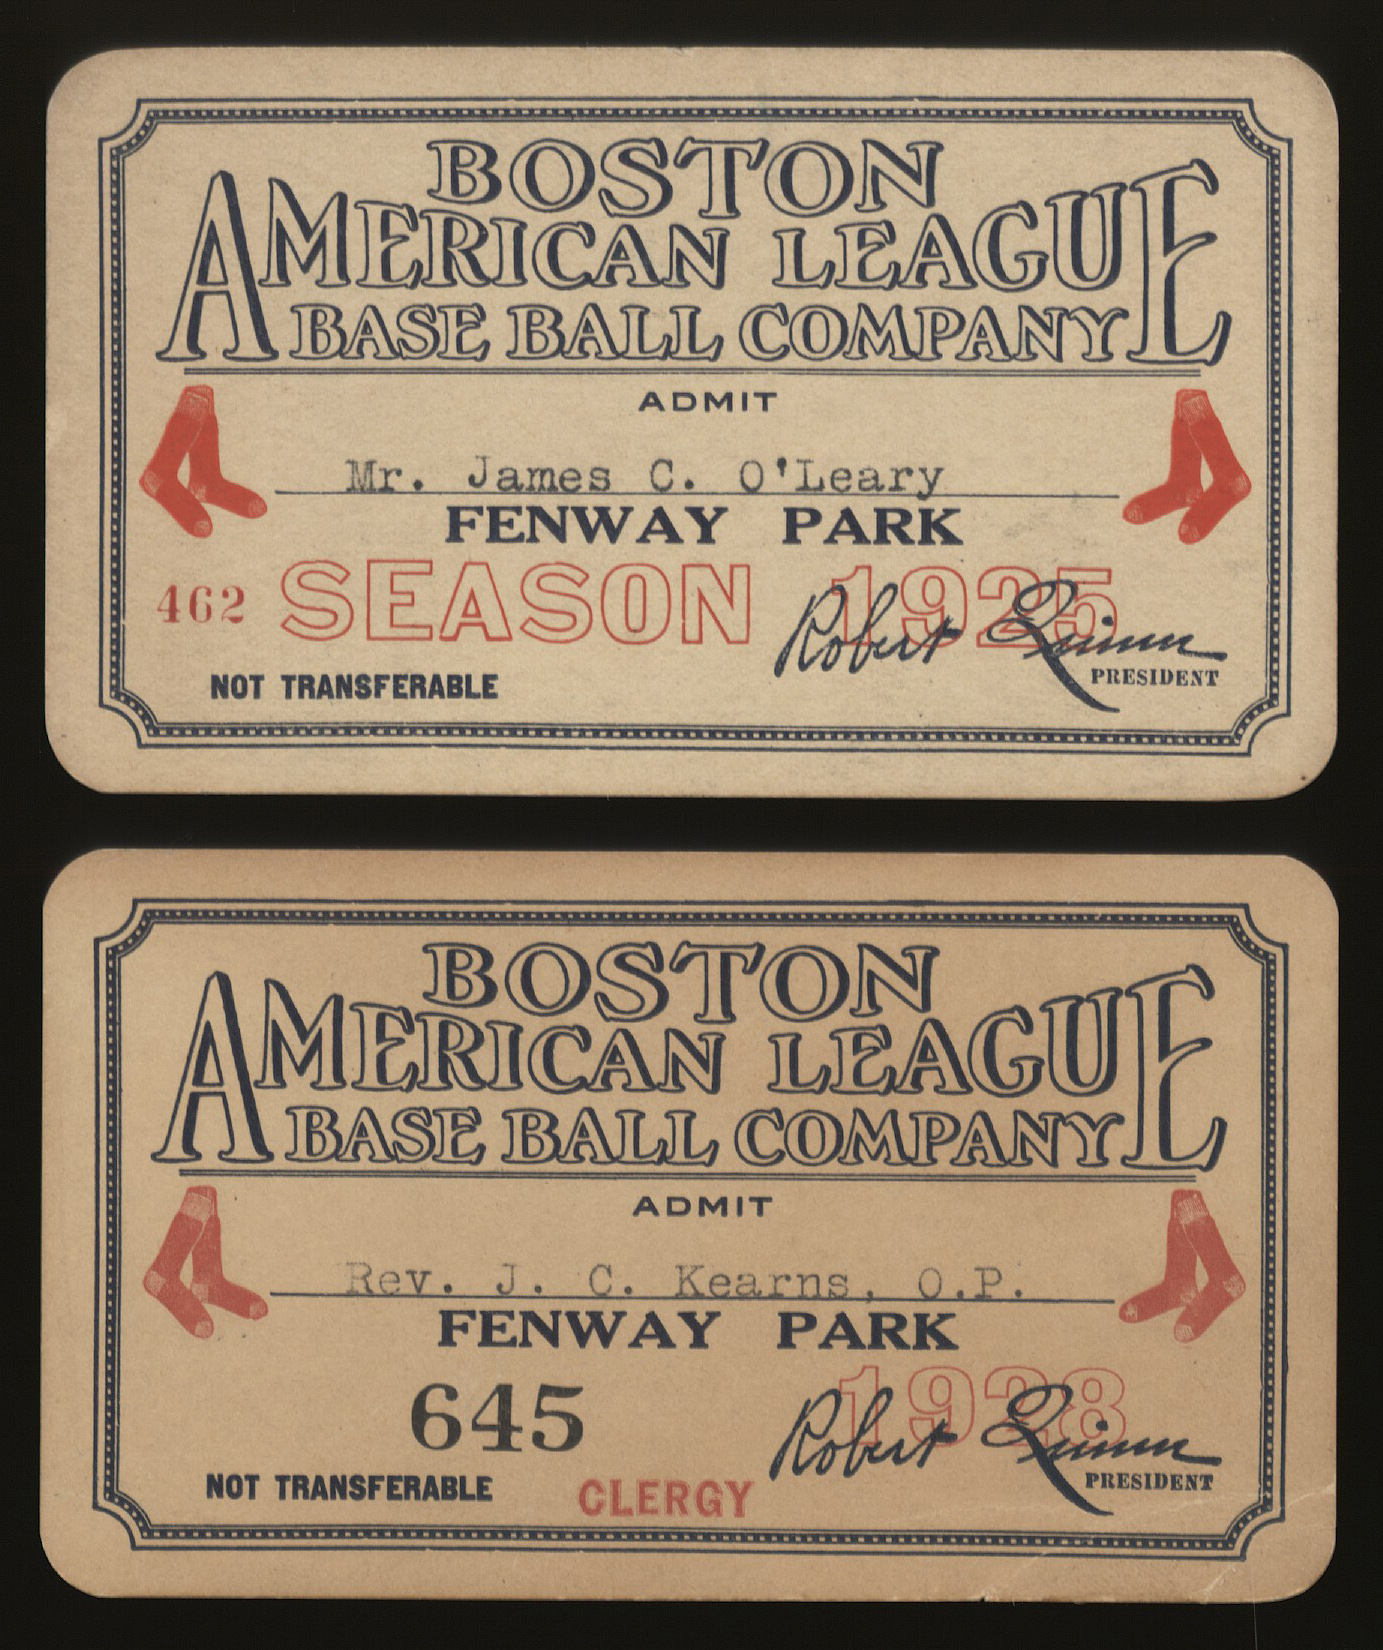 BOSTON
AMERICAN LEAGUE
BASE BALL COMPANY
ADMIT
Mr. James C. O'Leary
FENWAY PARK
462 SEASON 1925
Robert Quinn
PRESIDENT
NOT TRANSFERABLE
BOSTON
AMERICAN LEAGUE
BASE BALL COMPANY
ADMIT
Rev. J. C. Kearns, O.P.
FENWAY PARK
645 1928
Robert Quinn
PRESIDENT
NOT TRANSFERABLE CLERGY